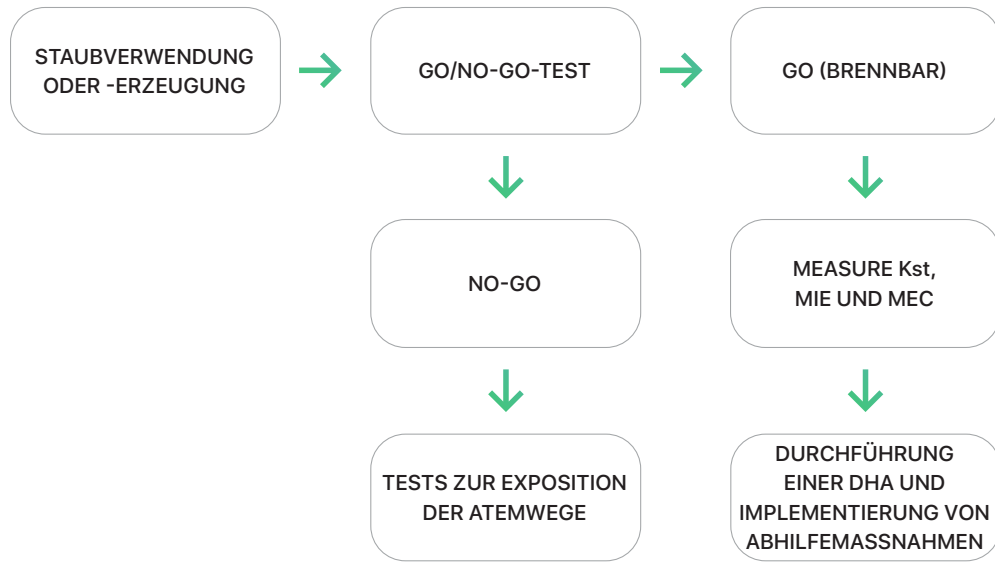 STAUBVERWENDUNG
ODER -ERZEUGUNG
GO/NO-GO-TEST
GO (BRENNBAR)
NO-GO
MEASURE Kst,
MIE UND MEC
TESTS ZUR EXPOSITION
DER ATEMWEGE
DURCHFÜHRUNG
EINER DHA UND
IMPLEMENTIERUNG VON
ABHILFEMASSNAHMEN